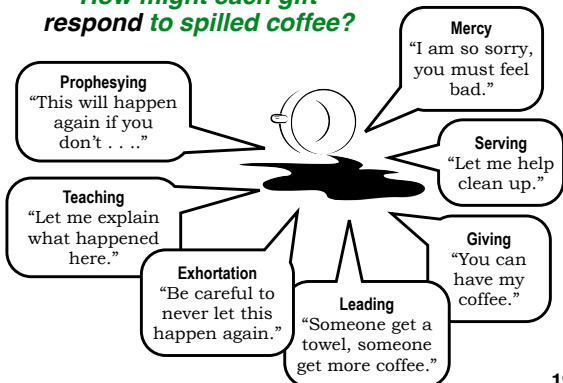 How might each gift
respond to spilled coffee?
Mercy
“I am so sorry,
you must feel
bad.”
Prophesying
“This will happen
again if you
don’t . . ..”
Serving
“Let me help
clean up.”
Teaching
“Let me explain
what happened
here.”
Giving
“You can
have my
coffee.”
Exhortation
“Be careful to
never let this
happen again.”
Leading
“Someone get a
towel, someone
get more coffee.”